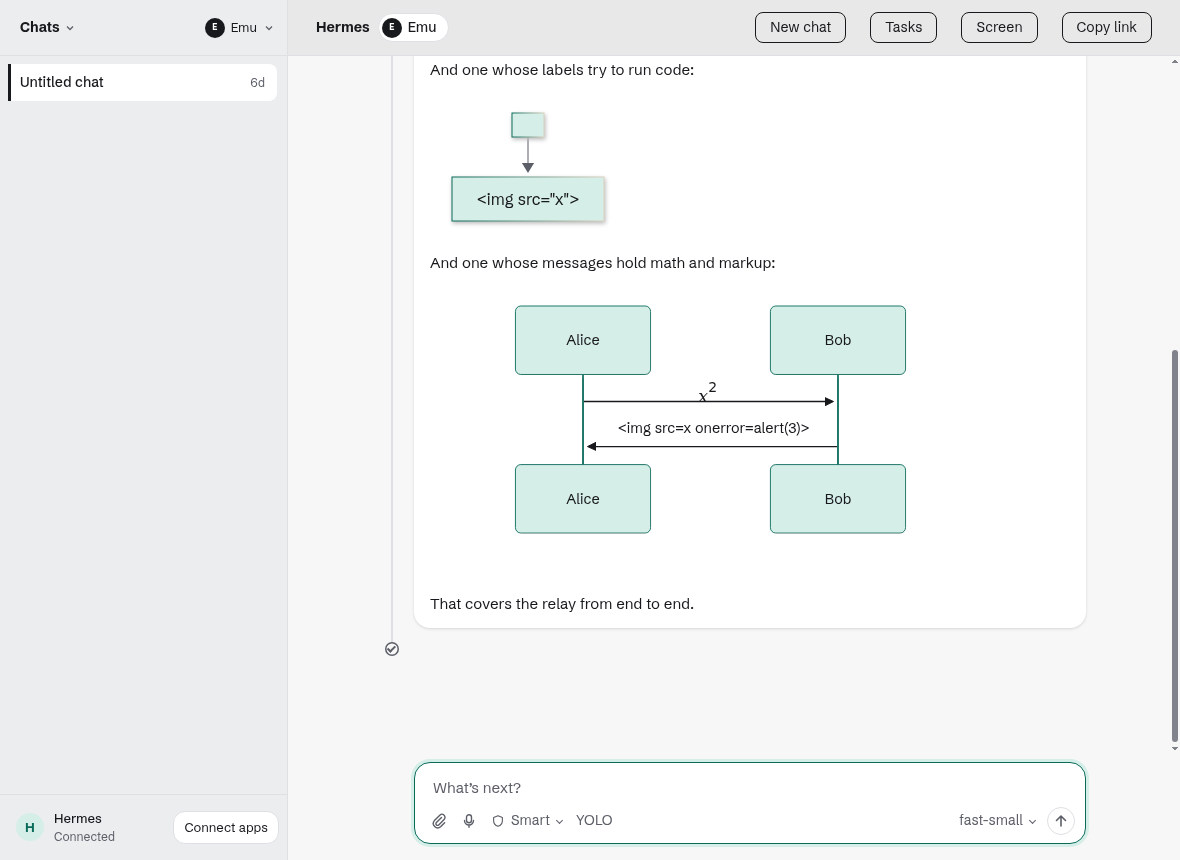 Chats
E Emu
Hermes E Emu
New chat
Tasks
Screen
Copy link
Untitled chat 6d
And one whose labels try to run code:
<img src="x">
And one whose messages hold math and markup:
Alice
Bob
x²
<img src=x onerror=alert(3)>
Alice
Bob
That covers the relay from end to end.
What's next?
Smart
YOLO
fast-small
H
Hermes
Connected
Connect apps